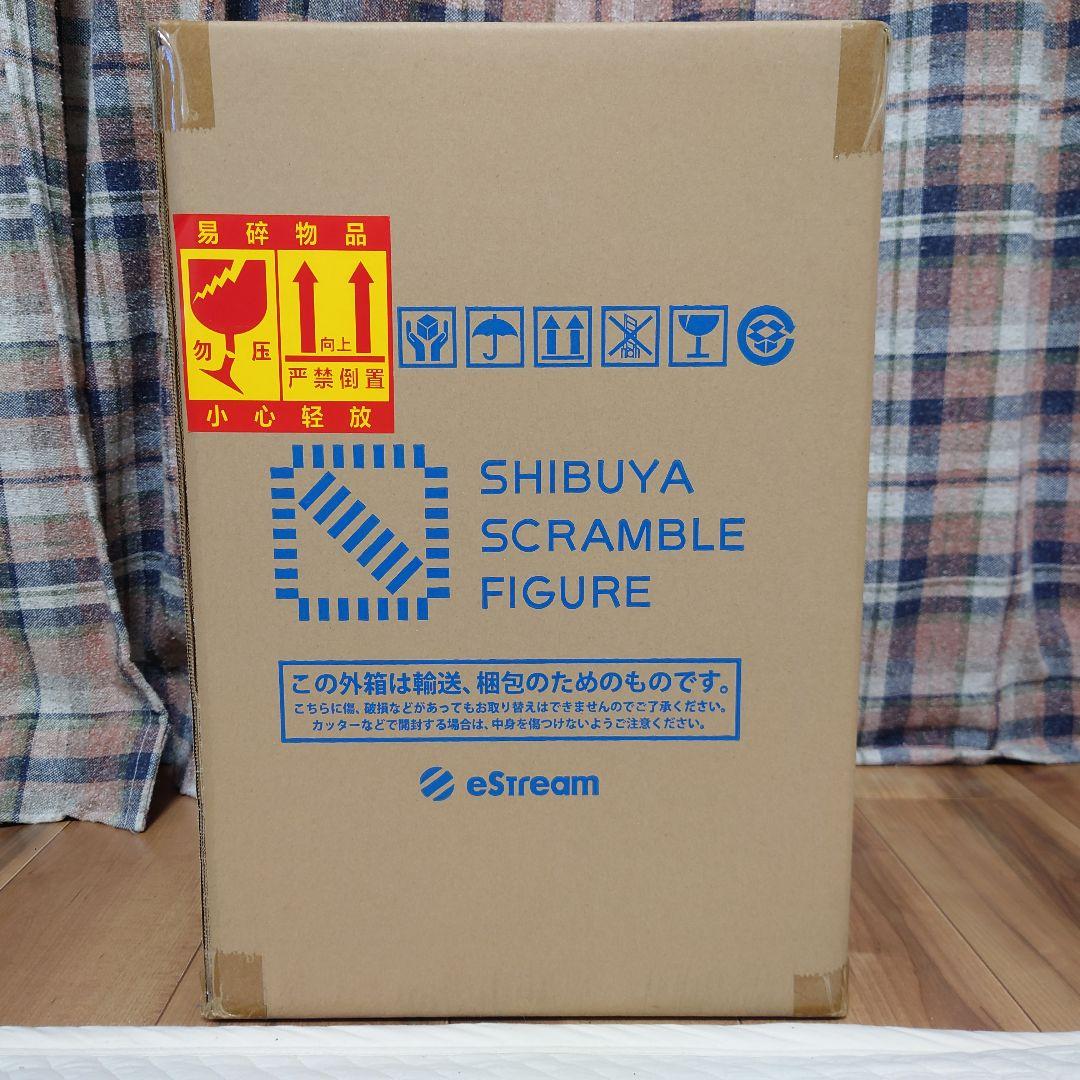 易碎物品
勿压
向上
严禁倒置
小心轻放
SHIBUYA
SCRAMBLE
FIGURE
この外箱は輸送、梱包のためのものです。
こちらに傷、破損などがあってもお取り替えはできませんのでご了承ください。
カッターなどで開封する場合は、中身を傷つけないようご注意ください。
eStream